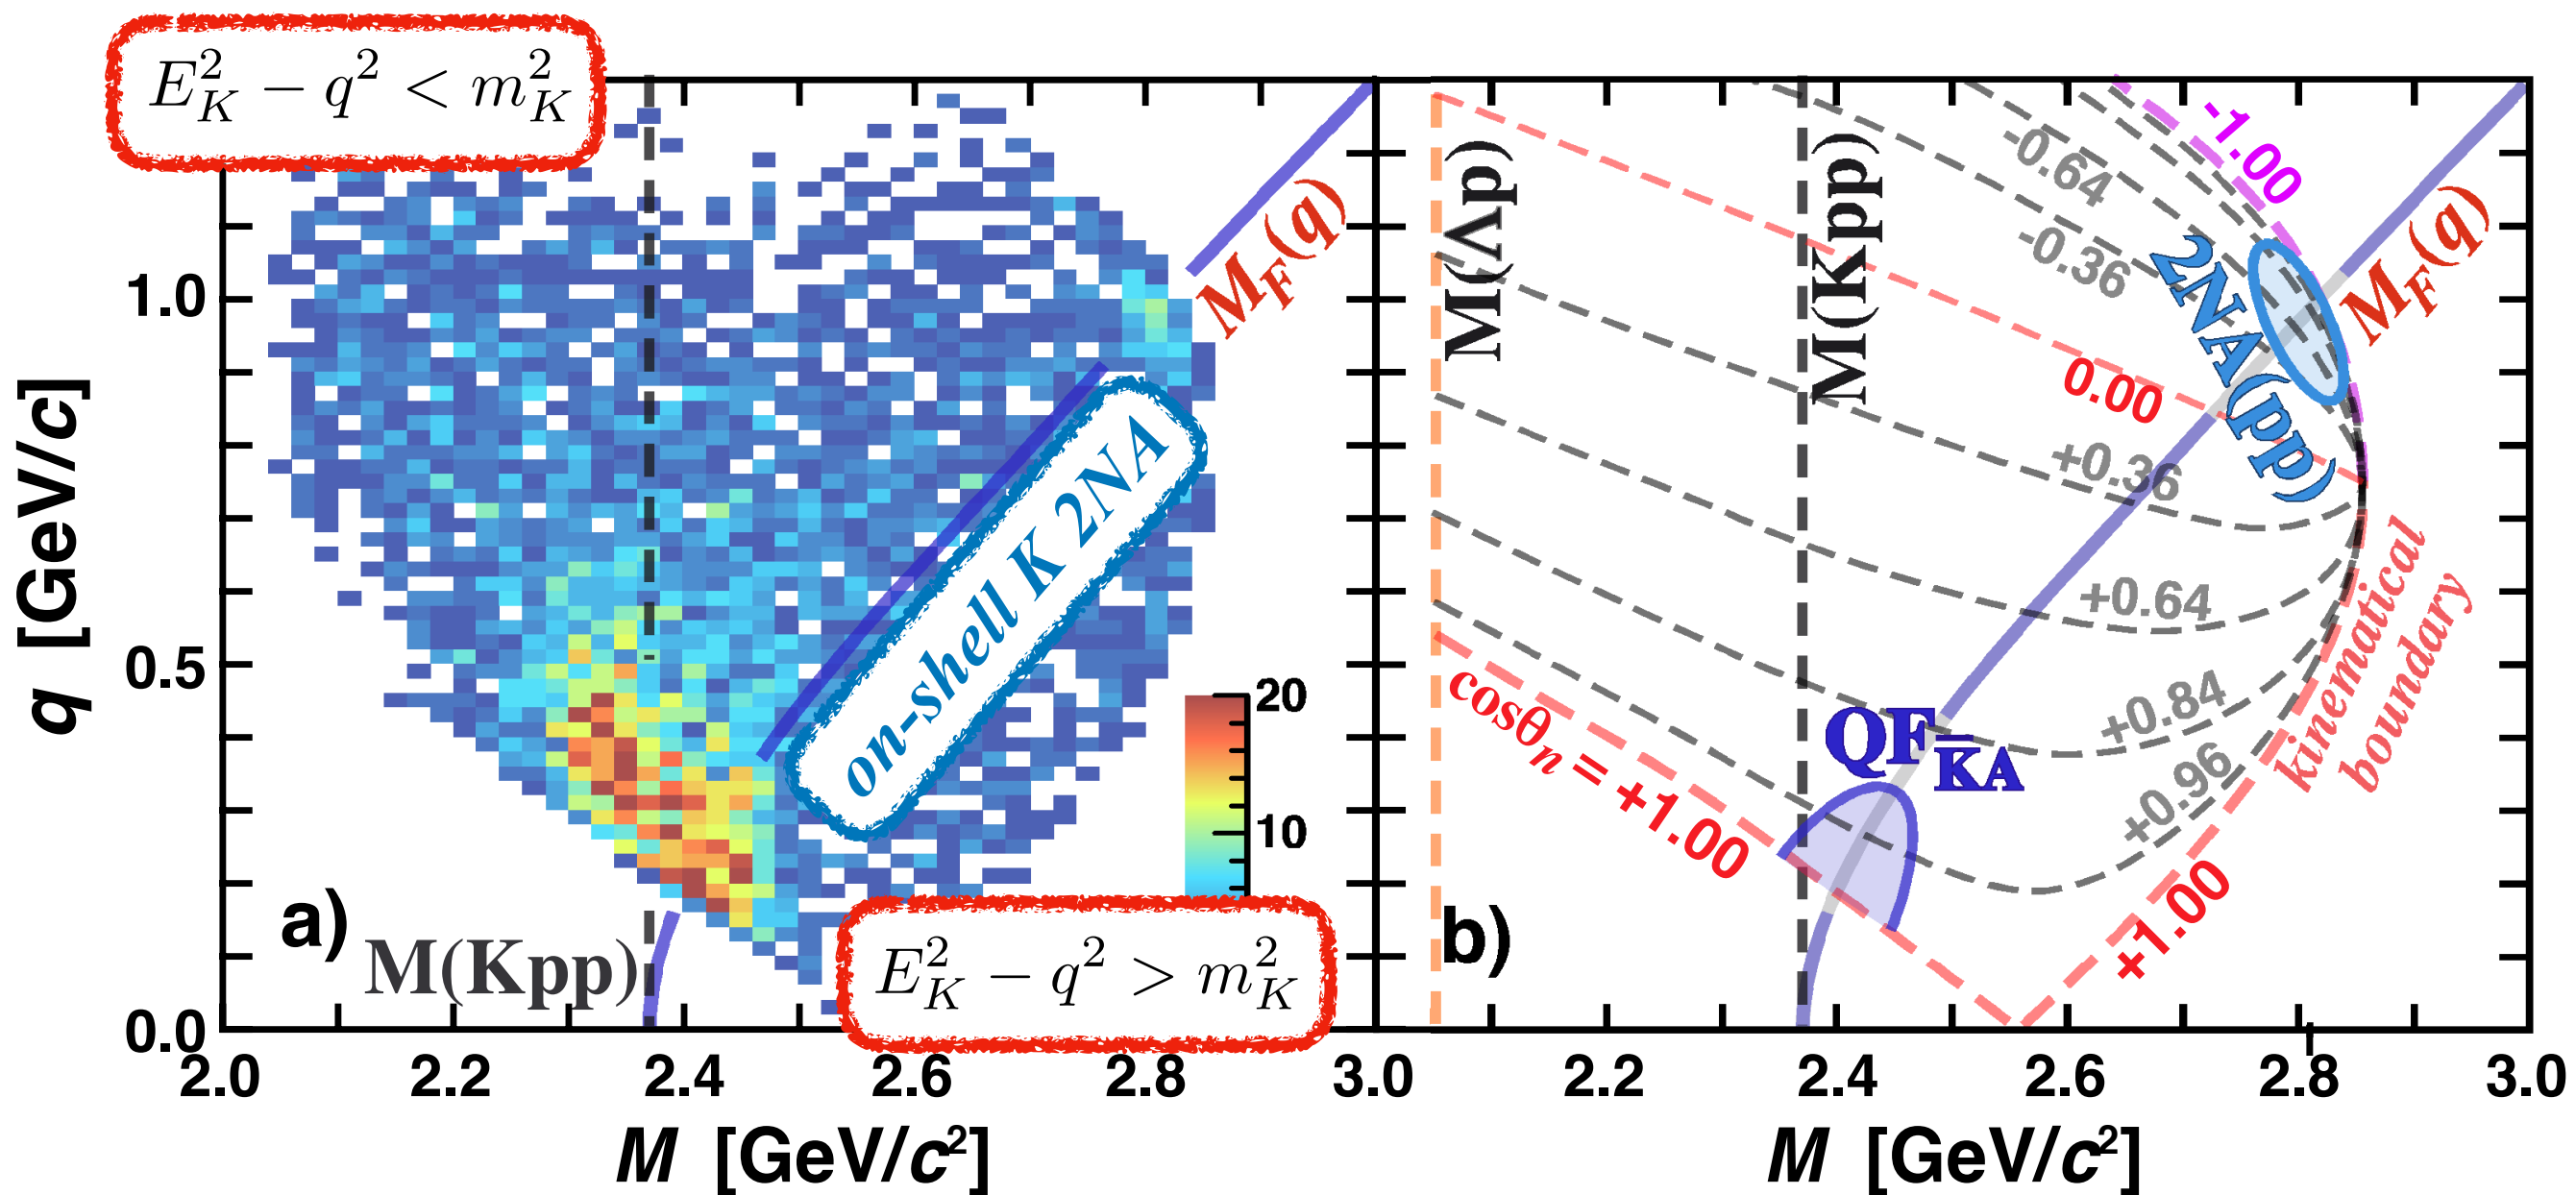 E_K^2 − q^2 < m_K^2
q [GeV/c]
1.0
0.5
0.0
M_F(q)
on-shell K 2NA
20
10
a)
M(Kpp)
E_K^2 − q^2 > m_K^2
2.0 2.2 2.4 2.6 2.8 3.0
M [GeV/c^2]
M(Λp)
M(Kpp)
-1.00
-0.64
-0.36
0.00
+0.36
+0.64
+0.84
+0.96
+1.00
2NA(pp)
M_F(q)
QF_K̄A
cosθ_n = +1.00
kinematical
boundary
b)
2.2 2.4 2.6 2.8 3.0
M [GeV/c^2]